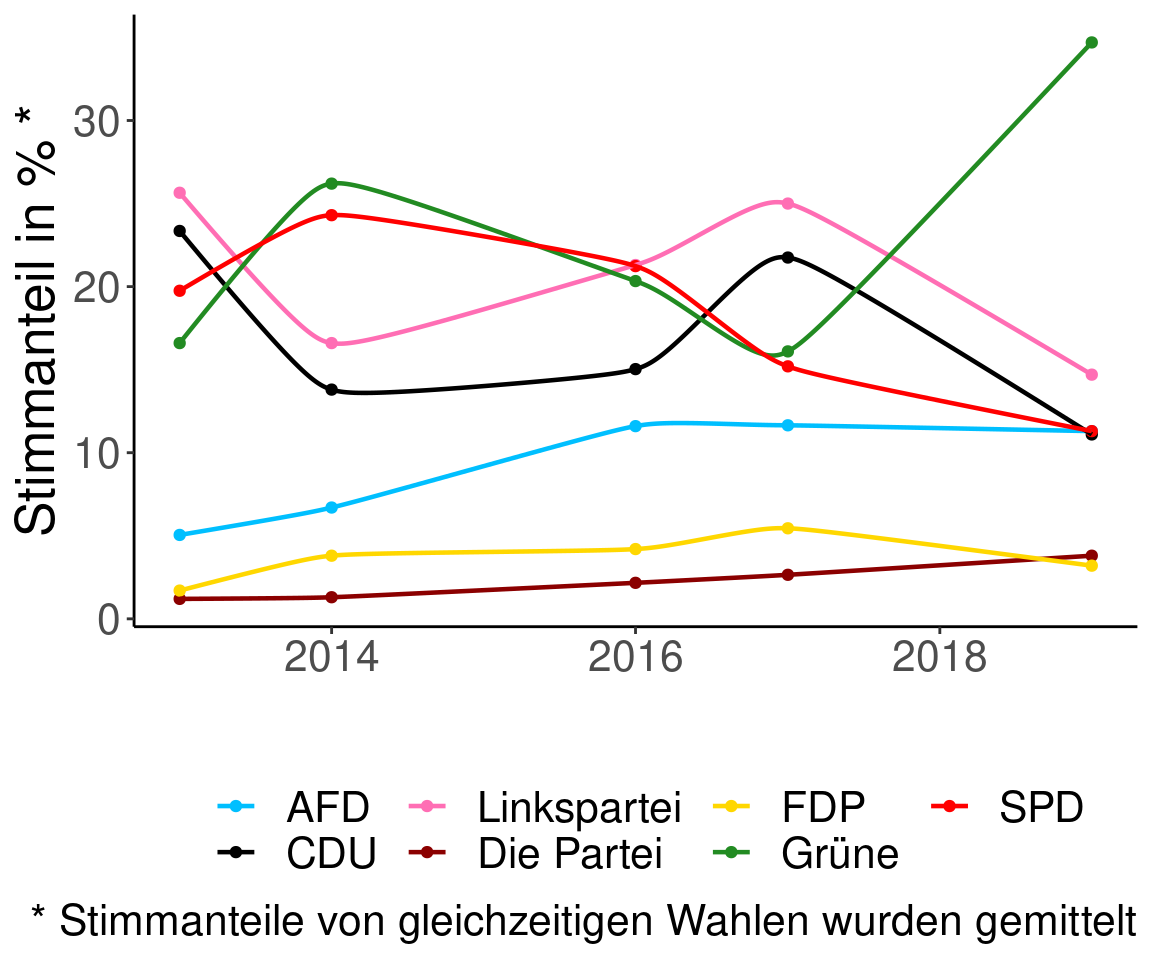 Stimmanteil in % *
30
20
10
0
2014 2016 2018
AFD Linkspartei FDP SPD
CDU Die Partei Grüne
* Stimmanteile von gleichzeitigen Wahlen wurden gemittelt